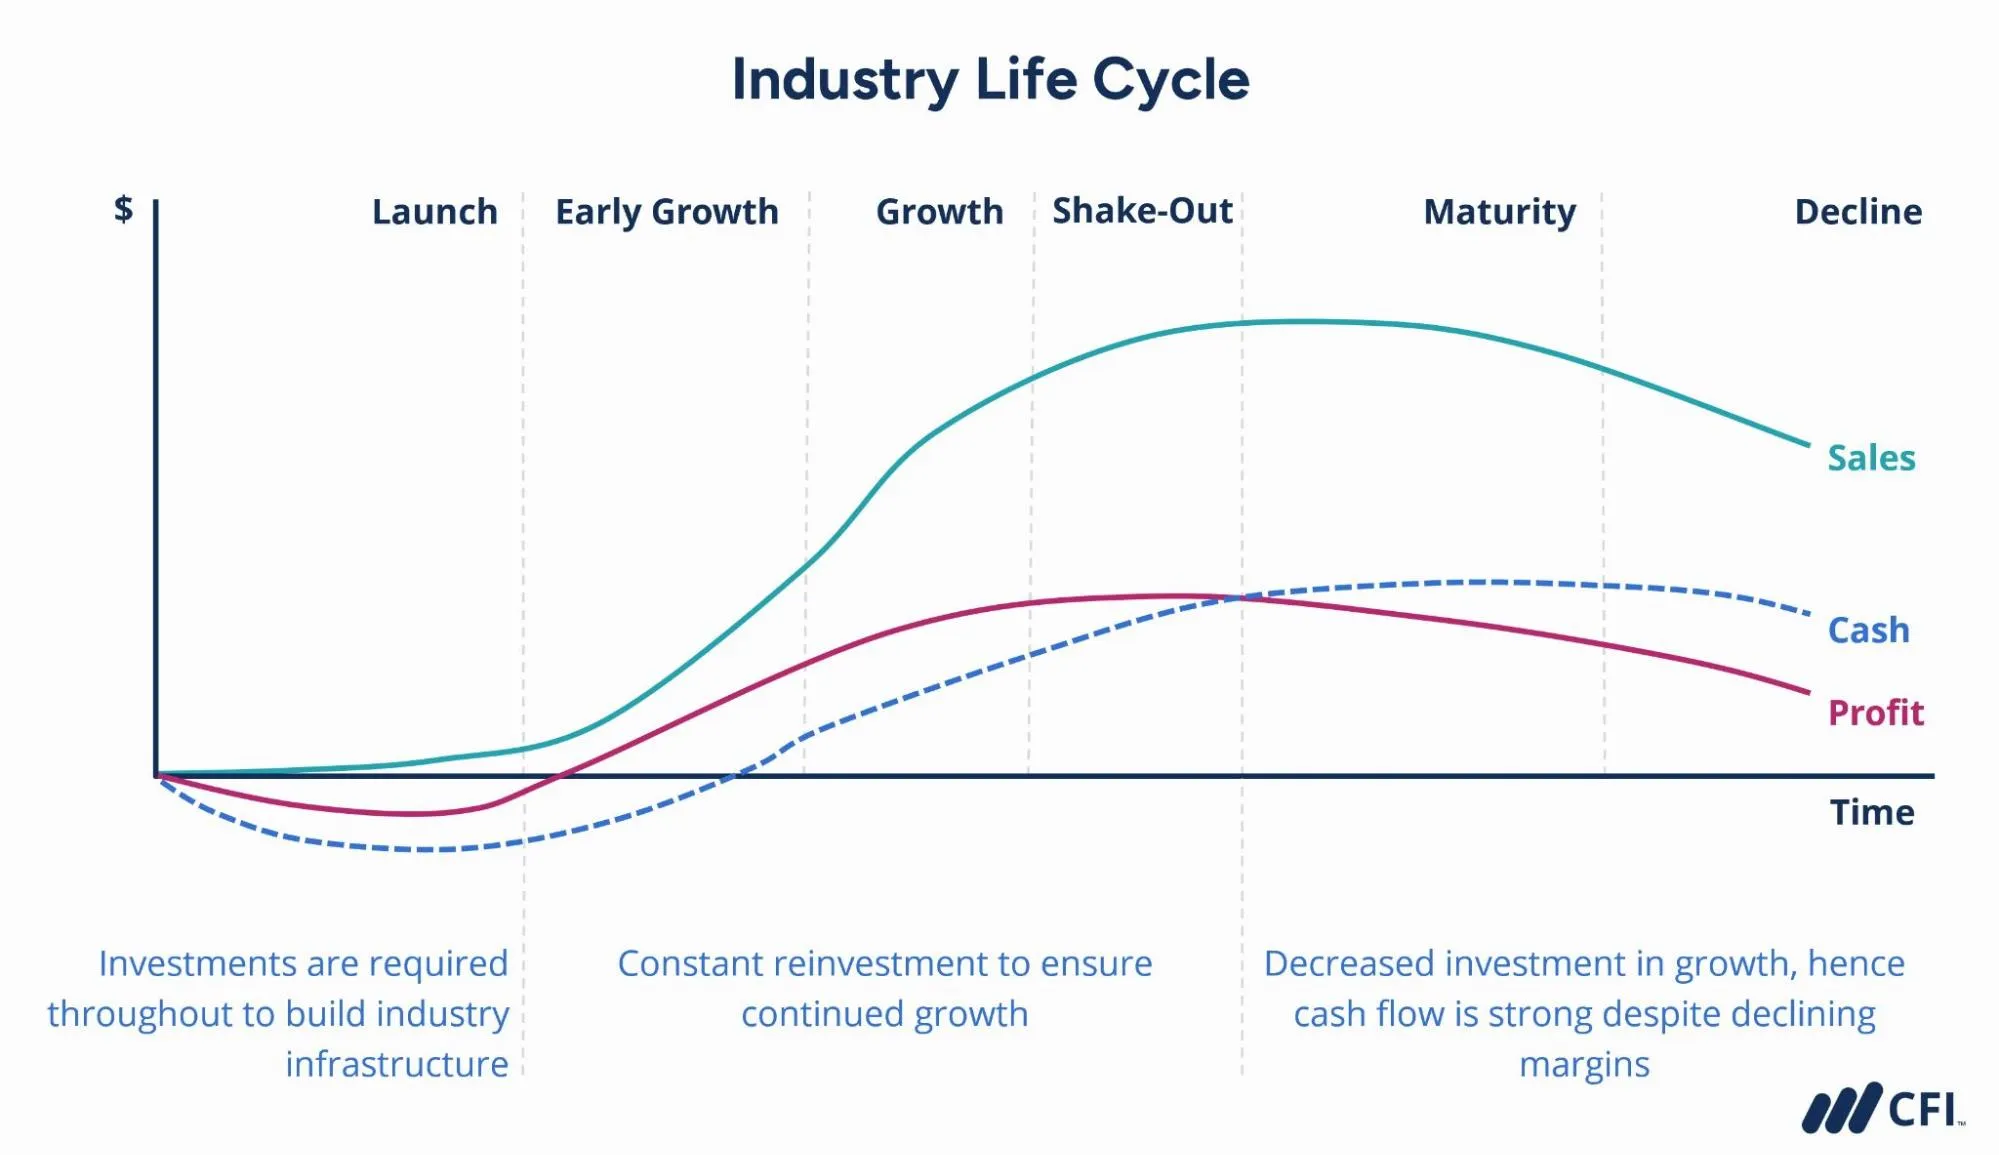 Industry Life Cycle
$
Launch
Early Growth
Growth
Shake-Out
Maturity
Decline
Sales
Cash
Profit
Time
Investments are required
throughout to build industry
infrastructure
Constant reinvestment to ensure
continued growth
Decreased investment in growth, hence
cash flow is strong despite declining
margins
CFI™